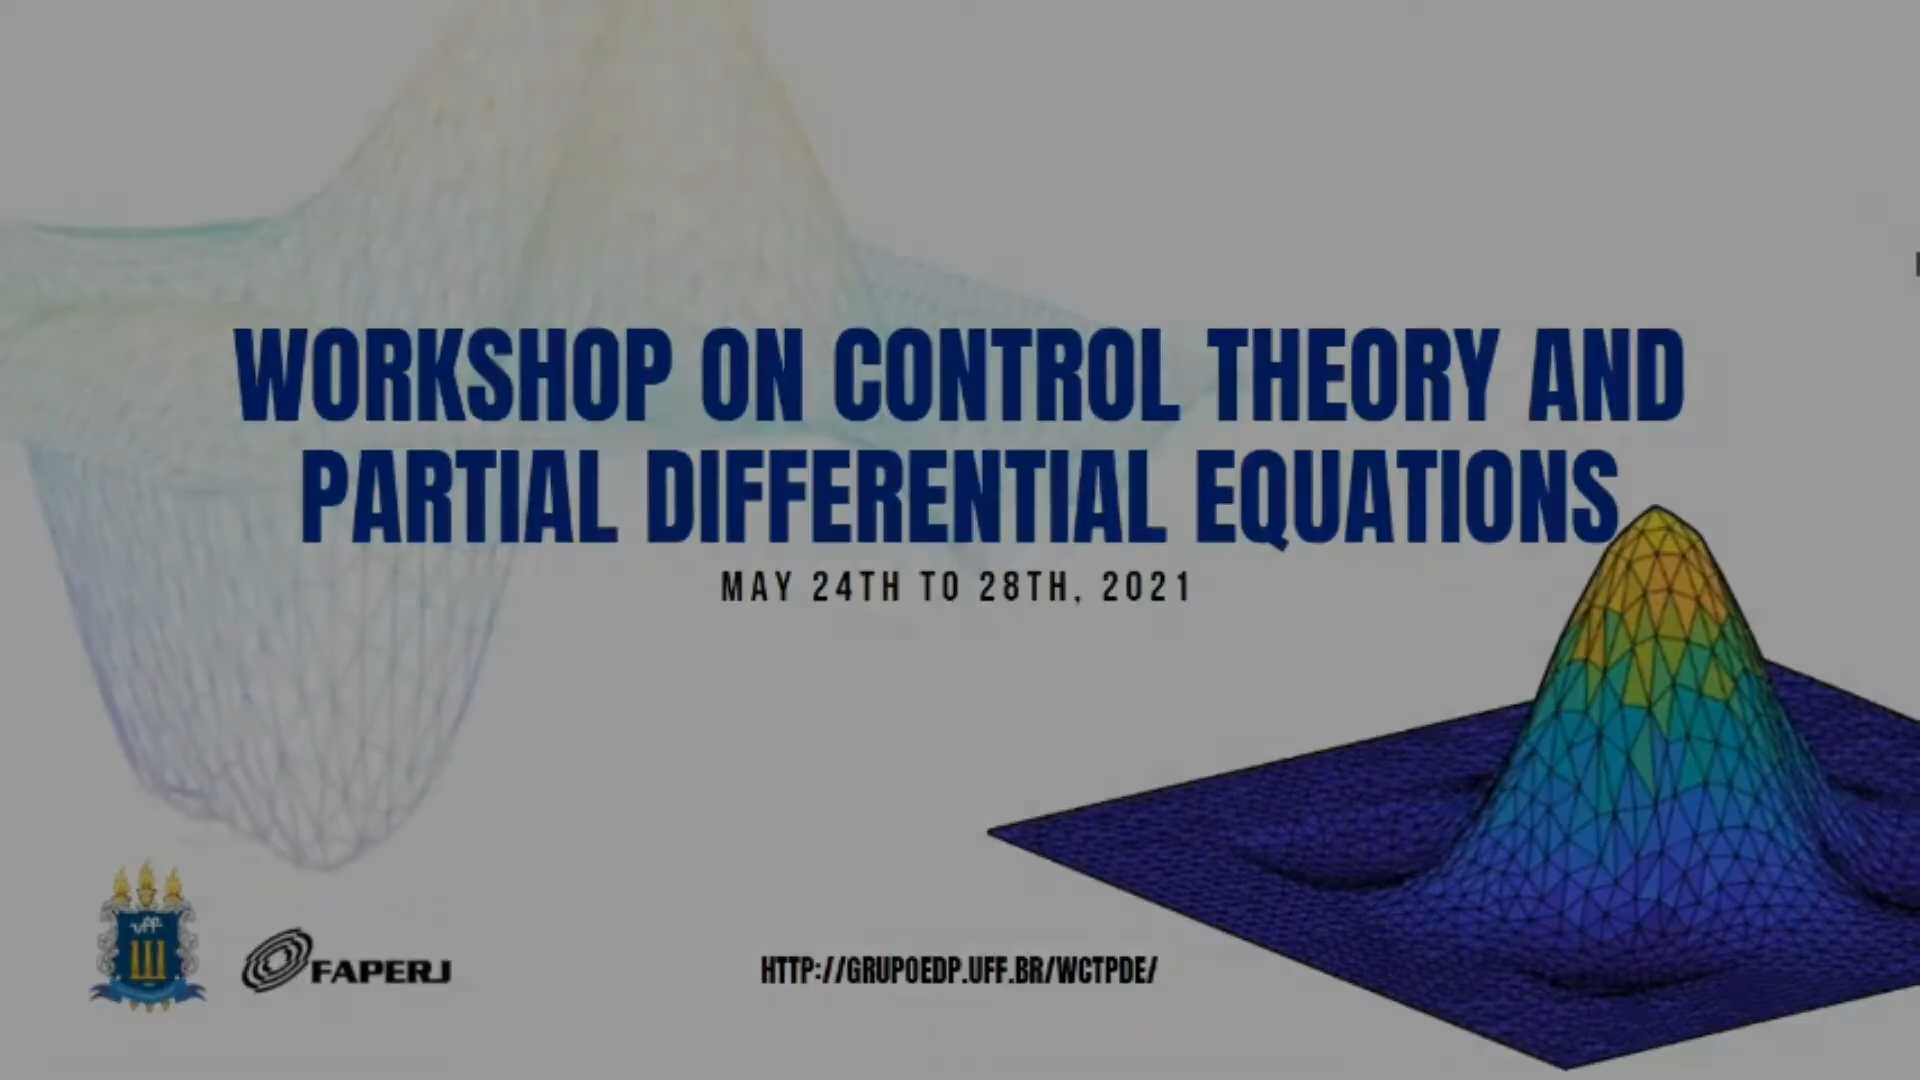 WORKSHOP ON CONTROL THEORY AND
PARTIAL DIFFERENTIAL EQUATIONS
MAY 24TH TO 28TH, 2021
uff
FAPERJ
HTTP://GRUPOEDP.UFF.BR/WCTPDE/